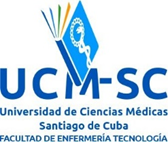 UCM-SC
Universidad de Ciencias Médicas
Santiago de Cuba
FACULTAD DE ENFERMERÍA TECNOLOGÍA